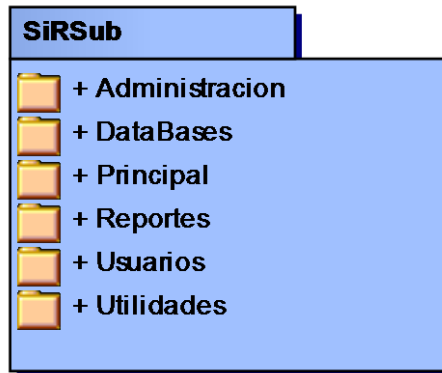 SiRSub
+ Administracion
+ DataBases
+ Principal
+ Reportes
+ Usuarios
+ Utilidades